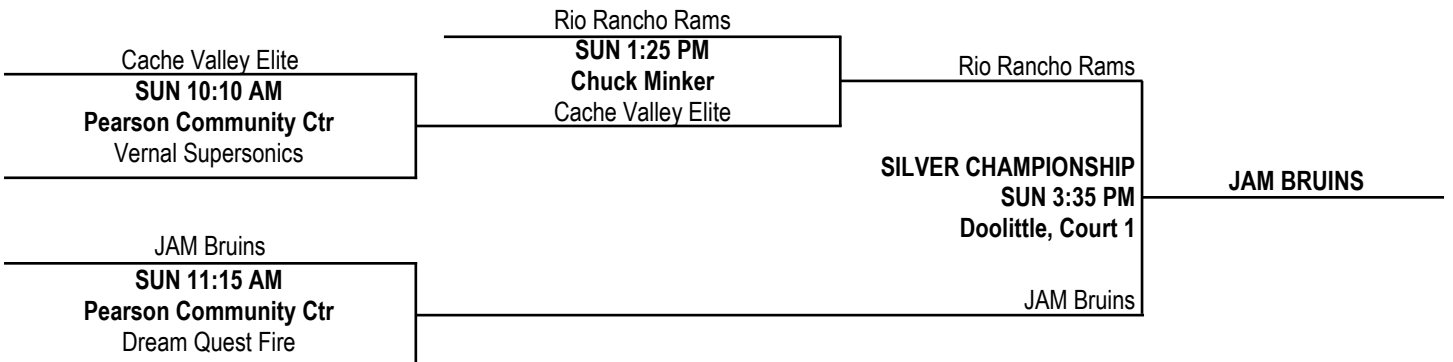 Rio Rancho Rams
SUN 1:25 PM
Chuck Minker
Cache Valley Elite
Cache Valley Elite
SUN 10:10 AM
Pearson Community Ctr
Vernal Supersonics
Rio Rancho Rams
SILVER CHAMPIONSHIP
SUN 3:35 PM
Doolittle, Court 1
JAM BRUINS
JAM Bruins
SUN 11:15 AM
Pearson Community Ctr
Dream Quest Fire
JAM Bruins